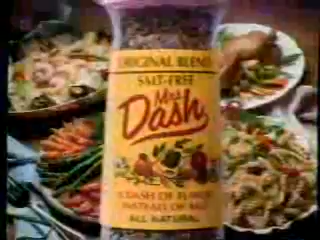 ORIGINAL BLEND
SALT-FREE
Mrs.
Dash
A DASH OF FLAVOR
INSTEAD OF SALT
ALL NATURAL